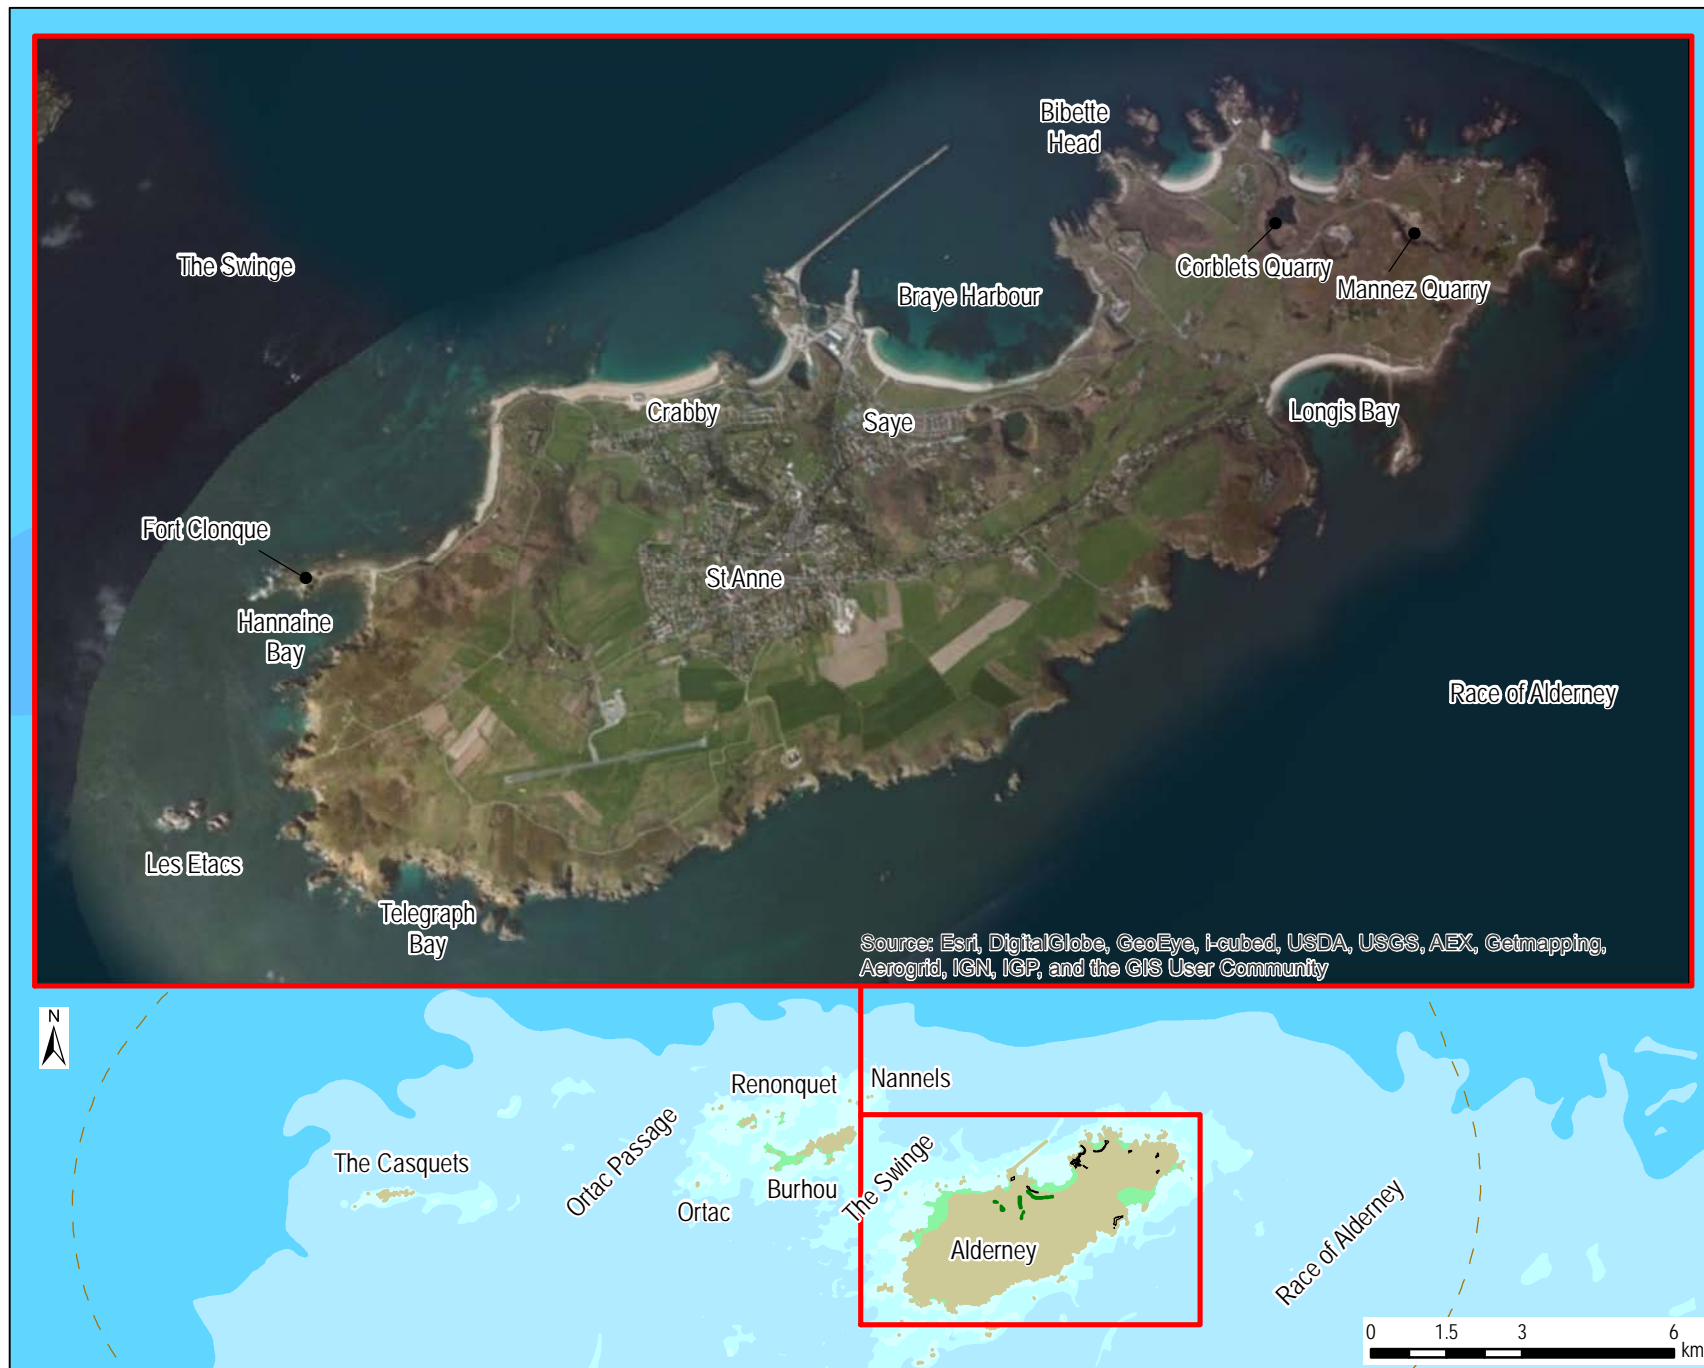 Bibette
Head
The Swinge
Corblets Quarry
Braye Harbour
Mannez Quarry
Crabby
Saye
Longis Bay
Fort Clonque
St Anne
Hannaine
Bay
Race of Alderney
Les Etacs
Telegraph
Bay
Source: Esri, DigitalGlobe, GeoEye, i-cubed, USDA, USGS, AEX, Getmapping,
Aerogrid, IGN, IGP, and the GIS User Community
N
Renonquet
Nannels
Ortac Passage
The Casquets
The Swinge
Burhou
Ortac
Alderney
Race of Alderney
0 1.5 3 6
km